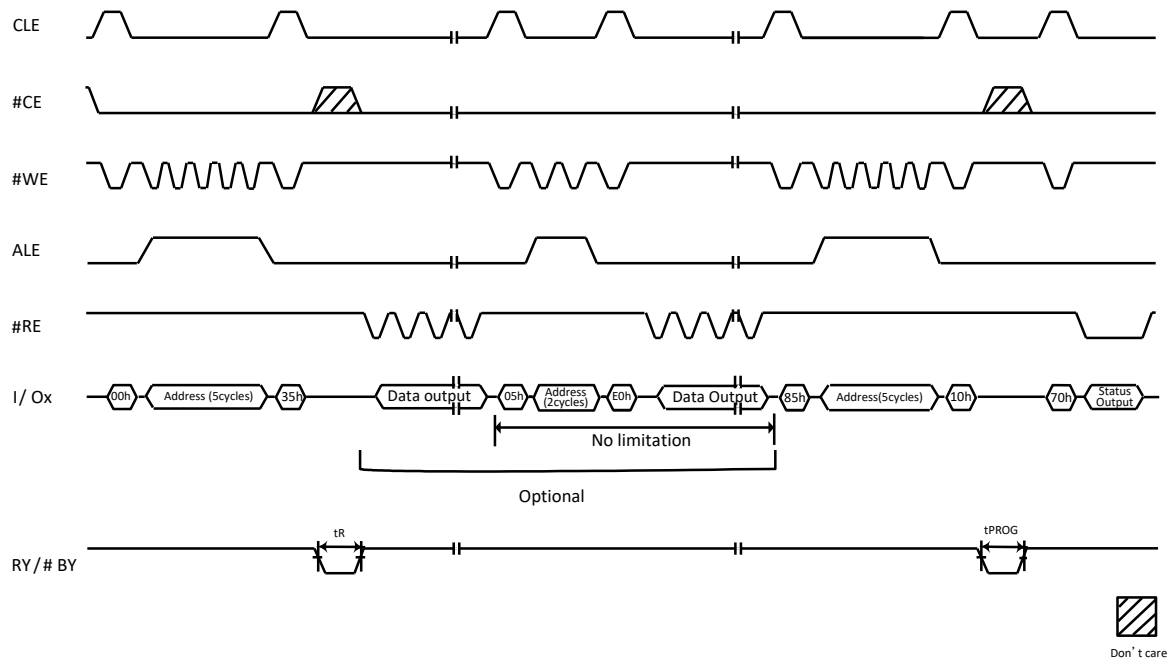 CLE
#CE
#WE
ALE
#RE
I/Ox
00h
Address (5cycles)
35h
Data output
05h
Address
(2cycles)
E0h
Data Output
85h
Address(5cycles)
10h
70h
Status
Output
No limitation
Optional
RY/# BY
tR
tPROG
Don't care